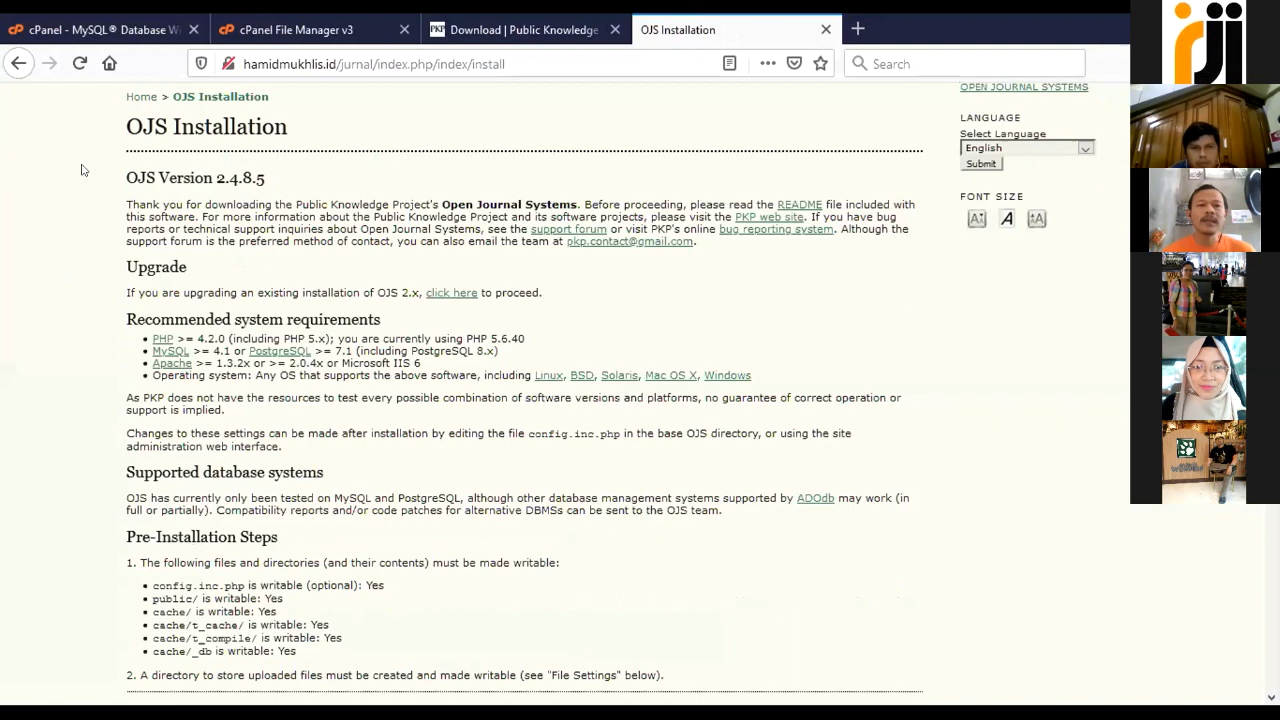 cPanel - MySQL® Database Wi
cPanel File Manager v3
PKP Download | Public Knowledge
OJS Installation
hamidmukhlis.id/jurnal/index.php/index/install
Search
rji
Home > OJS Installation
OJS Installation
OJS Version 2.4.8.5
Thank you for downloading the Public Knowledge Project's Open Journal Systems. Before proceeding, please read the README file included with
this software. For more information about the Public Knowledge Project and its software projects, please visit the PKP web site. If you have bug
reports or technical support inquiries about Open Journal Systems, see the support forum or visit PKP's online bug reporting system. Although the
support forum is the preferred method of contact, you can also email the team at pkp.contact@gmail.com.
Upgrade
If you are upgrading an existing installation of OJS 2.x, click here to proceed.
Recommended system requirements
• PHP >= 4.2.0 (including PHP 5.x); you are currently using PHP 5.6.40
• MySQL >= 4.1 or PostgreSQL >= 7.1 (including PostgreSQL 8.x)
• Apache >= 1.3.2x or >= 2.0.4x or Microsoft IIS 6
• Operating system: Any OS that supports the above software, including Linux, BSD, Solaris, Mac OS X, Windows
As PKP does not have the resources to test every possible combination of software versions and platforms, no guarantee of correct operation or
support is implied.
Changes to these settings can be made after installation by editing the file config.inc.php in the base OJS directory, or using the site
administration web interface.
Supported database systems
OJS has currently only been tested on MySQL and PostgreSQL, although other database management systems supported by ADOdb may work (in
full or partially). Compatibility reports and/or code patches for alternative DBMSs can be sent to the OJS team.
Pre-Installation Steps
1. The following files and directories (and their contents) must be made writable:
• config.inc.php is writable (optional): Yes
• public/ is writable: Yes
• cache/ is writable: Yes
• cache/t_cache/ is writable: Yes
• cache/t_compile/ is writable: Yes
• cache/_db is writable: Yes
2. A directory to store uploaded files must be created and made writable (see "File Settings" below).
OPEN JOURNAL SYSTEMS
LANGUAGE
Select Language
English
Submit
FONT SIZE
A A A